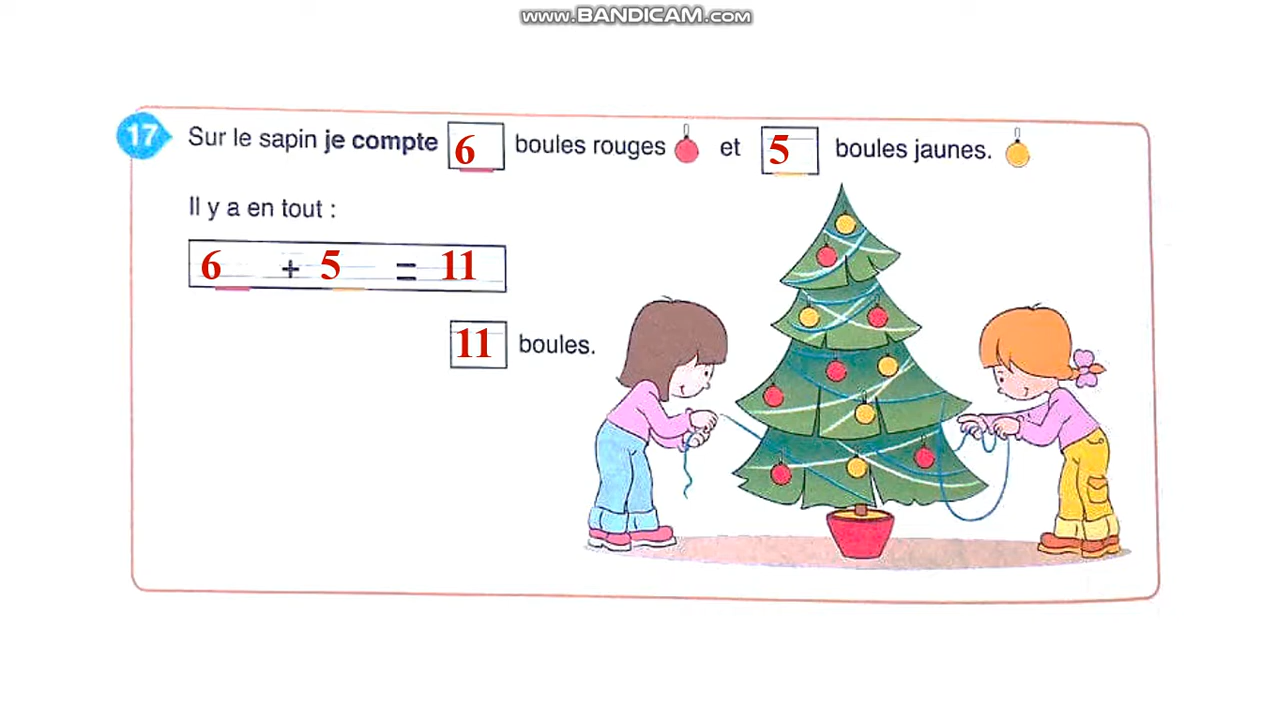 www.BANDICAM.com
17 Sur le sapin je compte 6 boules rouges et 5 boules jaunes.
Il y a en tout :
6 + 5 = 11
11 boules.